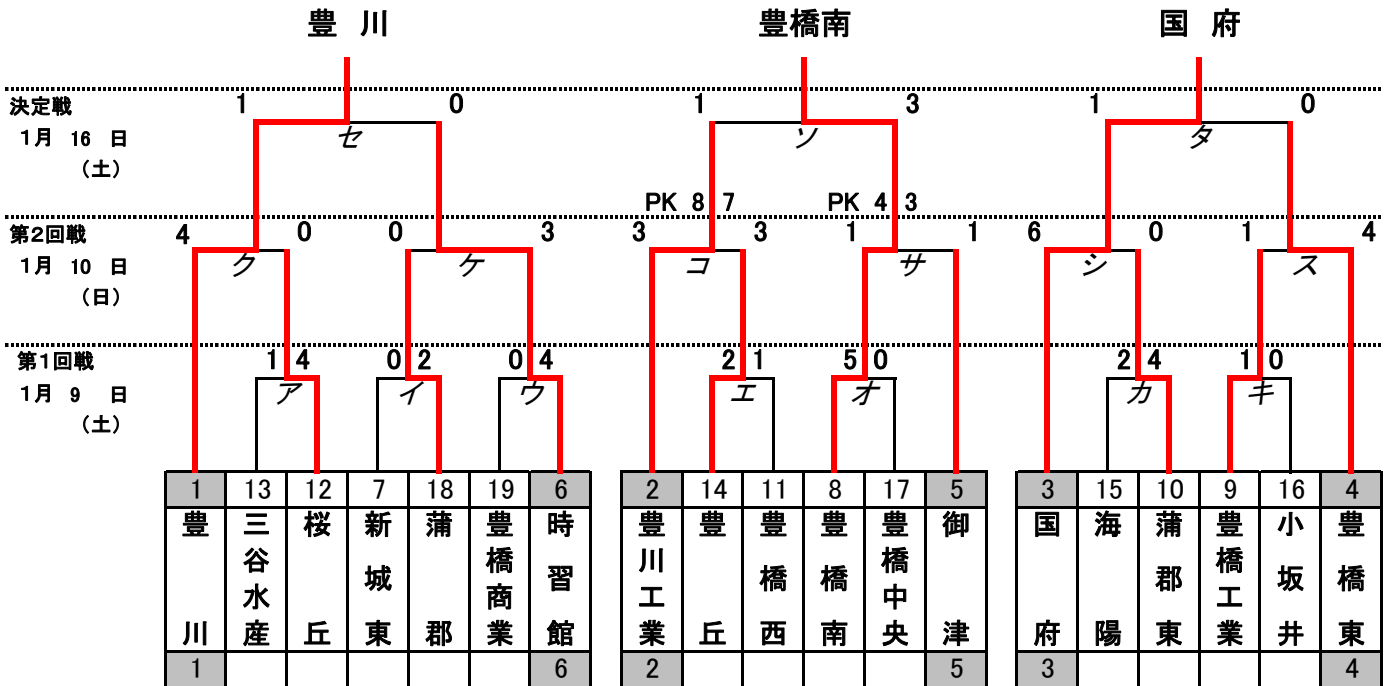 豊 川 豊橋南 国 府
決定戦 1 0 1 3 1 0
1月 16 日 セ ソ タ
(土)
PK 8 7 PK 4 3
第2回戦 4 0 0 3 3 3 1 1 6 0 1 4
1月 10 日 ク ケ コ サ シ ス
(日)
第1回戦 1 4 0 2 0 4 2 1 5 0 2 4 1 0
1月 9 日 ア イ ウ エ オ カ キ
(土)
1 13 12 7 18 19 6 2 14 11 8 17 5 3 15 10 9 16 4
豊川 三谷水産 桜丘 新城東 蒲郡 豊橋商業 時習館 豊川工業 豊丘 豊橋西 豊橋南 豊橋中央 御津 国府 海陽 蒲郡東 豊橋工業 小坂井 豊橋東
1 6 2 5 3 4